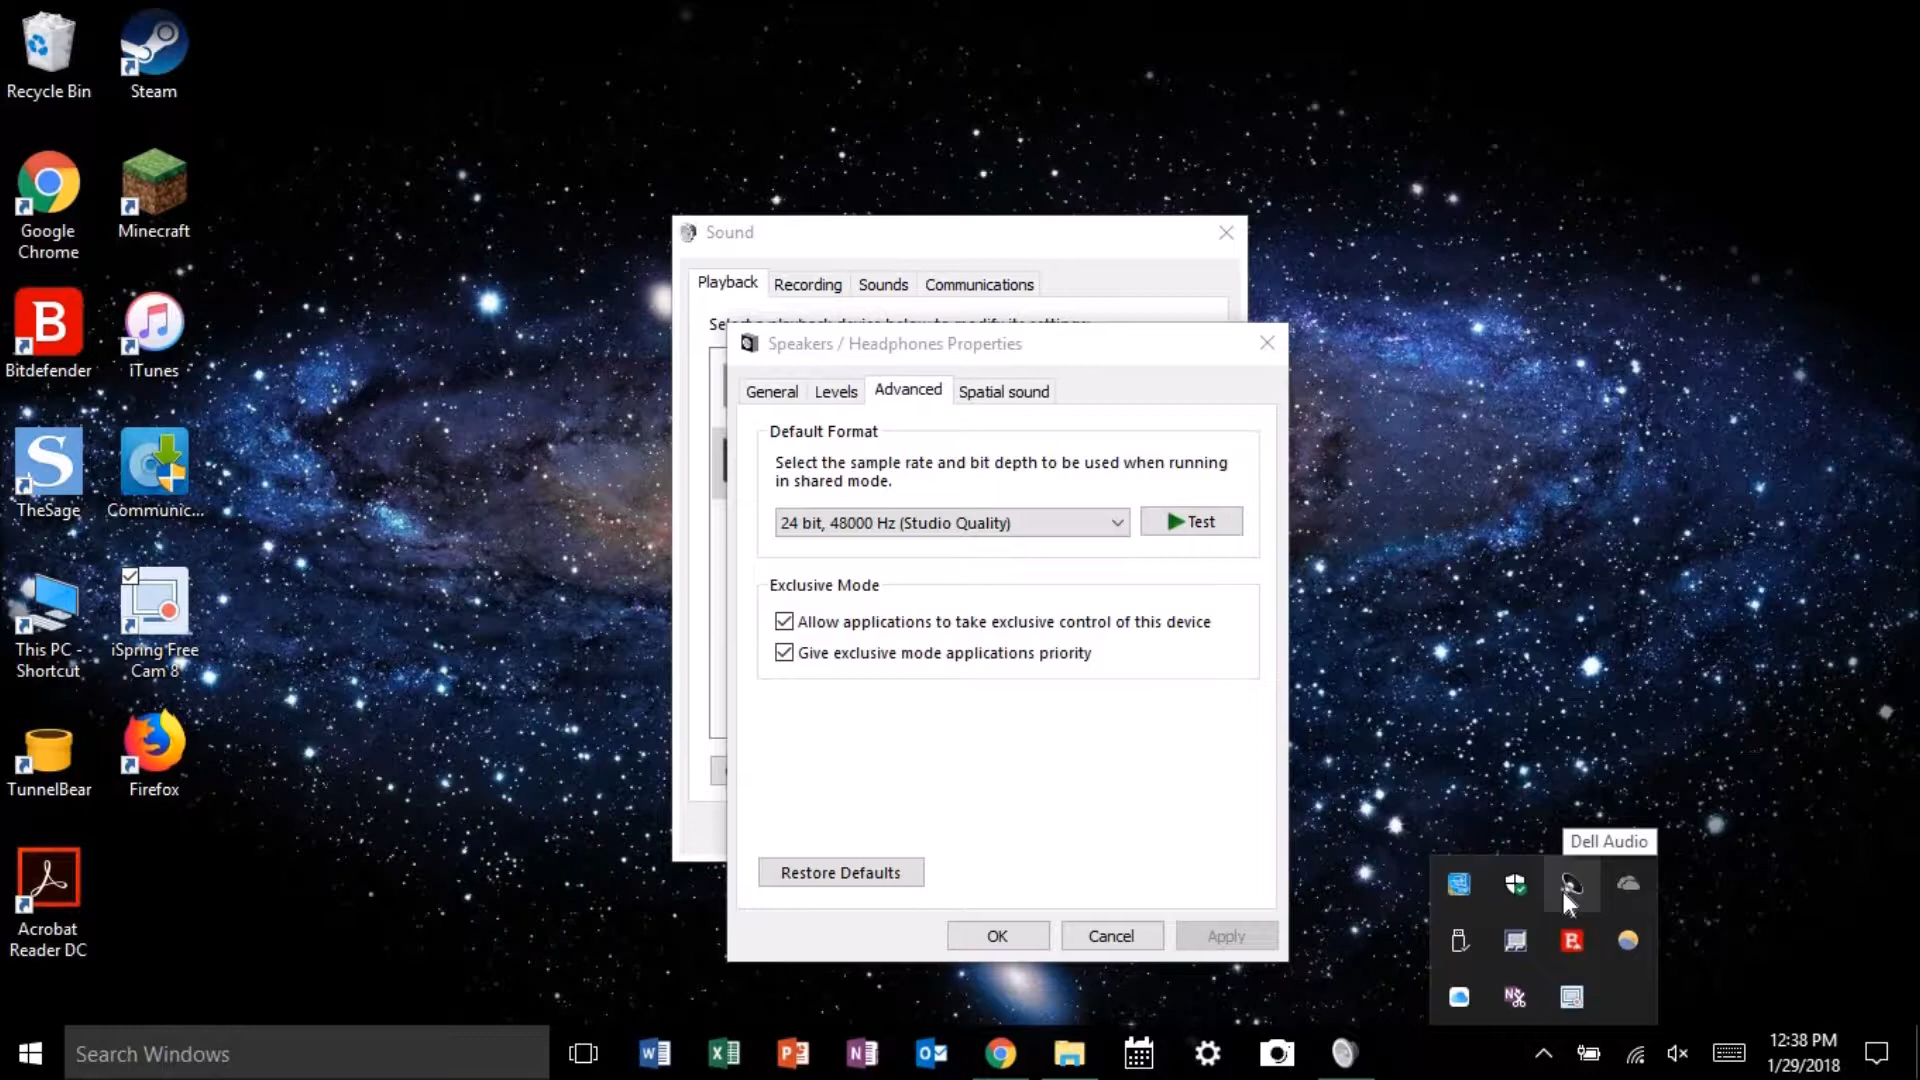 Recycle Bin
Steam
Google
Chrome
Minecraft
Bitdefender
iTunes
TheSage
Communic...
This PC -
Shortcut
iSpring Free
Cam 8
TunnelBear
Firefox
Acrobat
Reader DC
Sound
Playback
Recording
Sounds
Communications
Speakers / Headphones Properties
General
Levels
Advanced
Spatial sound
Default Format
Select the sample rate and bit depth to be used when running
in shared mode.
24 bit, 48000 Hz (Studio Quality)
Test
Exclusive Mode
Allow applications to take exclusive control of this device
Give exclusive mode applications priority
Restore Defaults
OK
Cancel
Apply
Dell Audio
Search Windows
12:38 PM
1/29/2018